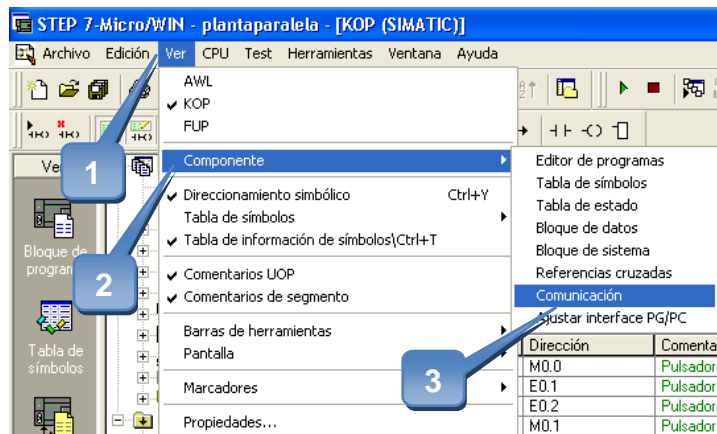 STEP 7-Micro/WIN - plantaparalela - [KOP (SIMATIC)]
Archivo Edición Ver CPU Test Herramientas Ventana Ayuda
AWL
KOP
FUP
1
Componente
Direccionamiento simbólico Ctrl+Y
Tabla de símbolos
Tabla de información de símbolos\Ctrl+T
2
Comentarios UOP
Comentarios de segmento
Barras de herramientas
Pantalla
Marcadores
Propiedades...
Editor de programas
Tabla de símbolos
Tabla de estado
Bloque de datos
Bloque de sistema
Referencias cruzadas
Comunicación
Ajustar interface PG/PC
3
Ve
Bloque de
program
Tabla de
símbolos
Dirección Comenta
M0.0 Pulsador
E0.1 Pulsador
E0.2 Pulsador
M0.1 Pulsador